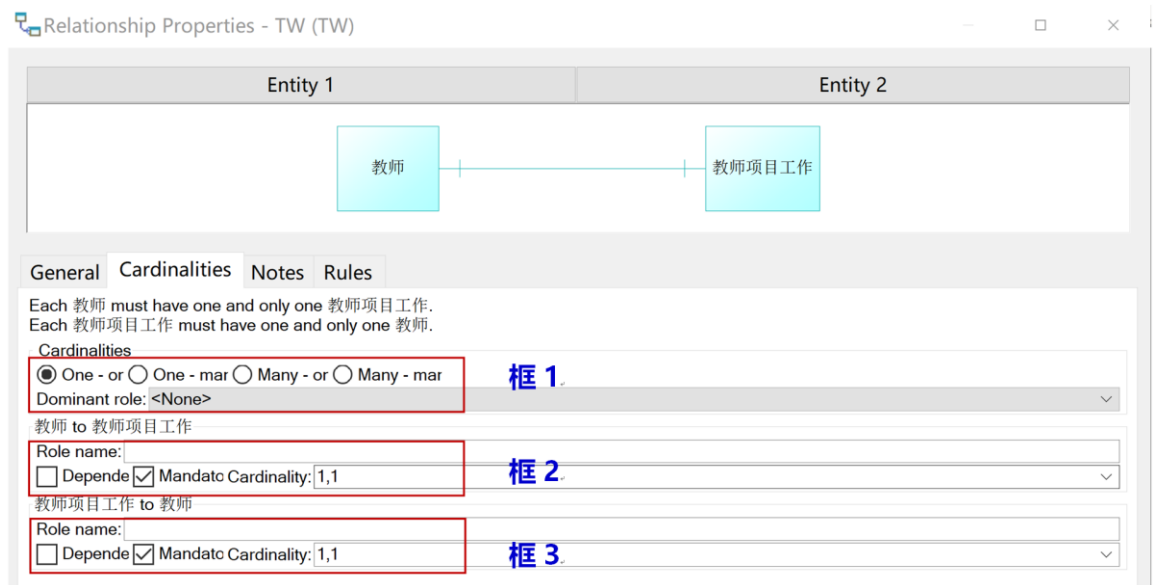 Relationship Properties - TW (TW)
Entity 1 Entity 2
教师 教师项目工作
General Cardinalities Notes Rules
Each 教师 must have one and only one 教师项目工作.
Each 教师项目工作 must have one and only one 教师.
Cardinalities
One - or One - mar Many - or Many - mar
框 1
Dominant role: <None>
教师 to 教师项目工作
Role name:
Depende Mandato Cardinality: 1,1
框 2
教师项目工作 to 教师
Role name:
Depende Mandato Cardinality: 1,1
框 3